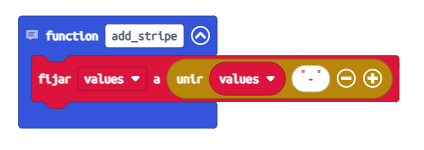 function add_stripe
fijar values a unir values "-"